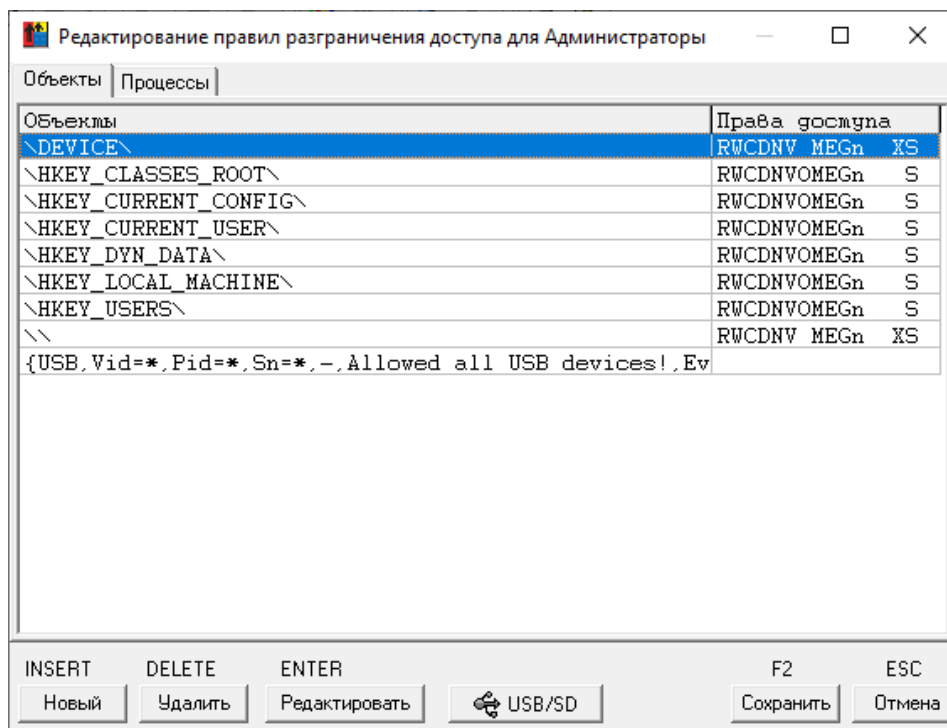 Редактирование правил разграничения доступа для Администраторы
Объекты Процессы
Объекты Права доступа
\DEVICE\ RWCDNV MEGn XS
\HKEY_CLASSES_ROOT\ RWCDNVOMEGn S
\HKEY_CURRENT_CONFIG\ RWCDNVOMEGn S
\HKEY_CURRENT_USER\ RWCDNVOMEGn S
\HKEY_DYN_DATA\ RWCDNVOMEGn S
\HKEY_LOCAL_MACHINE\ RWCDNVOMEGn S
\HKEY_USERS\ RWCDNVOMEGn S
\\ RWCDNV MEGn XS
{USB,Vid=*,Pid=*,Sn=*,-,Allowed all USB devices!,Ev
INSERT DELETE ENTER F2 ESC
Новый Удалить Редактировать USB/SD Сохранить Отмена